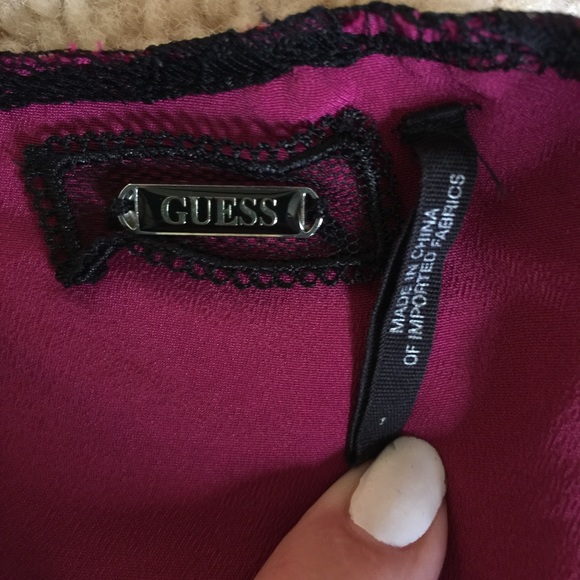 GUESS
MADE IN CHINA
OF IMPORTED FABRICS